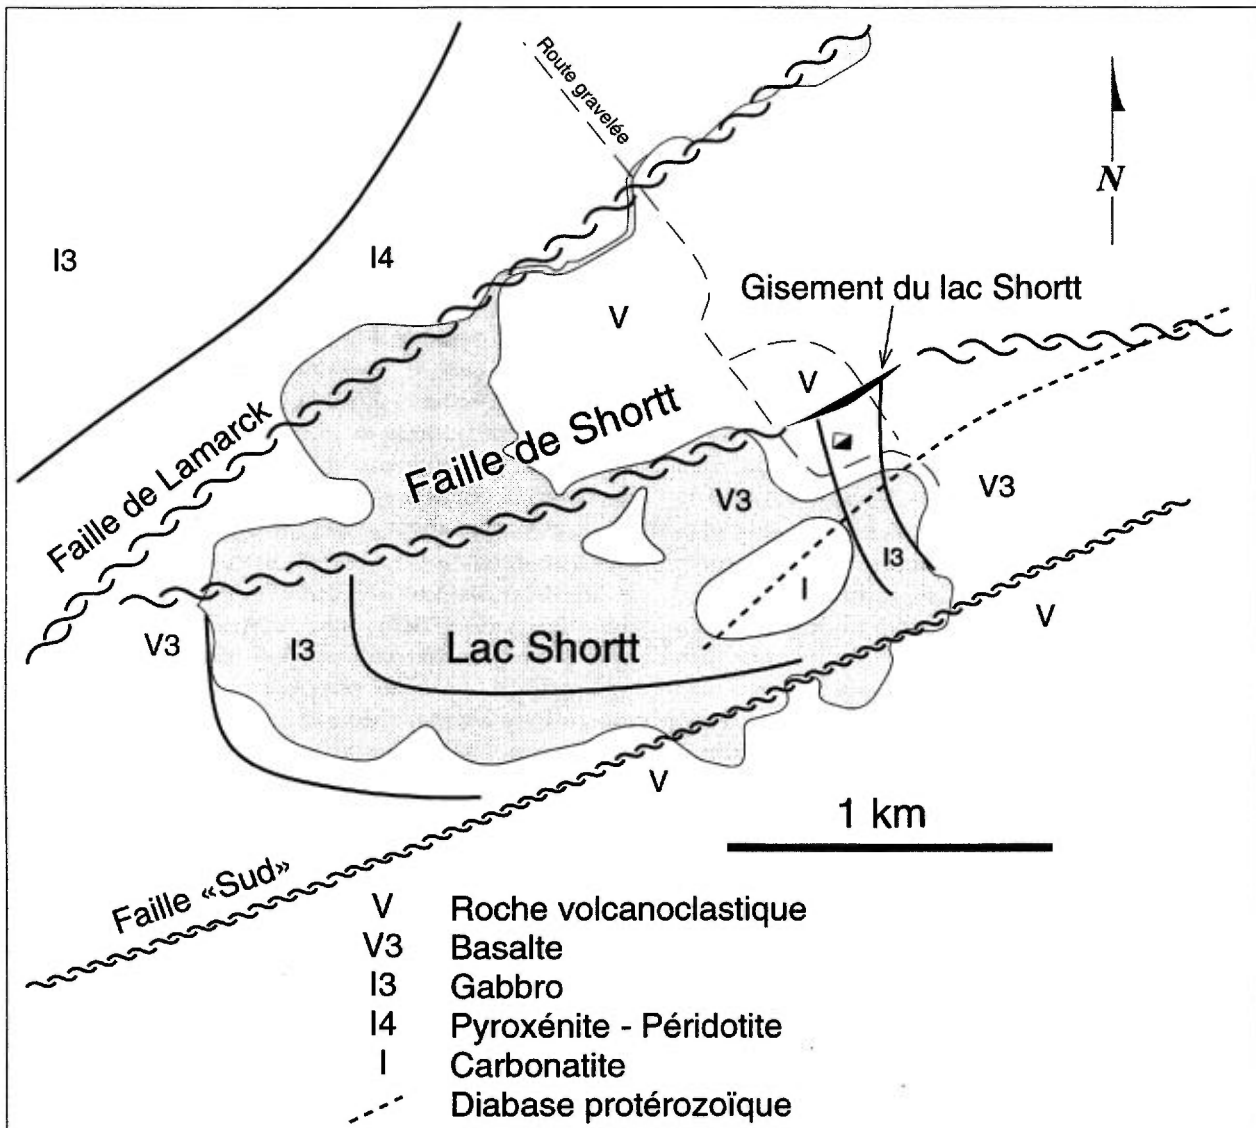 Route gravelée
N
I3
I4
Gisement du lac Shortt
V
V
Faille de Shortt
Faille de Lamarck
V3
V3
I3
I
V
V3
I3
Lac Shortt
V
1 km
Faille «Sud»
V Roche volcanoclastique
V3 Basalte
I3 Gabbro
I4 Pyroxénite - Péridotite
I Carbonatite
Diabase protérozoïque